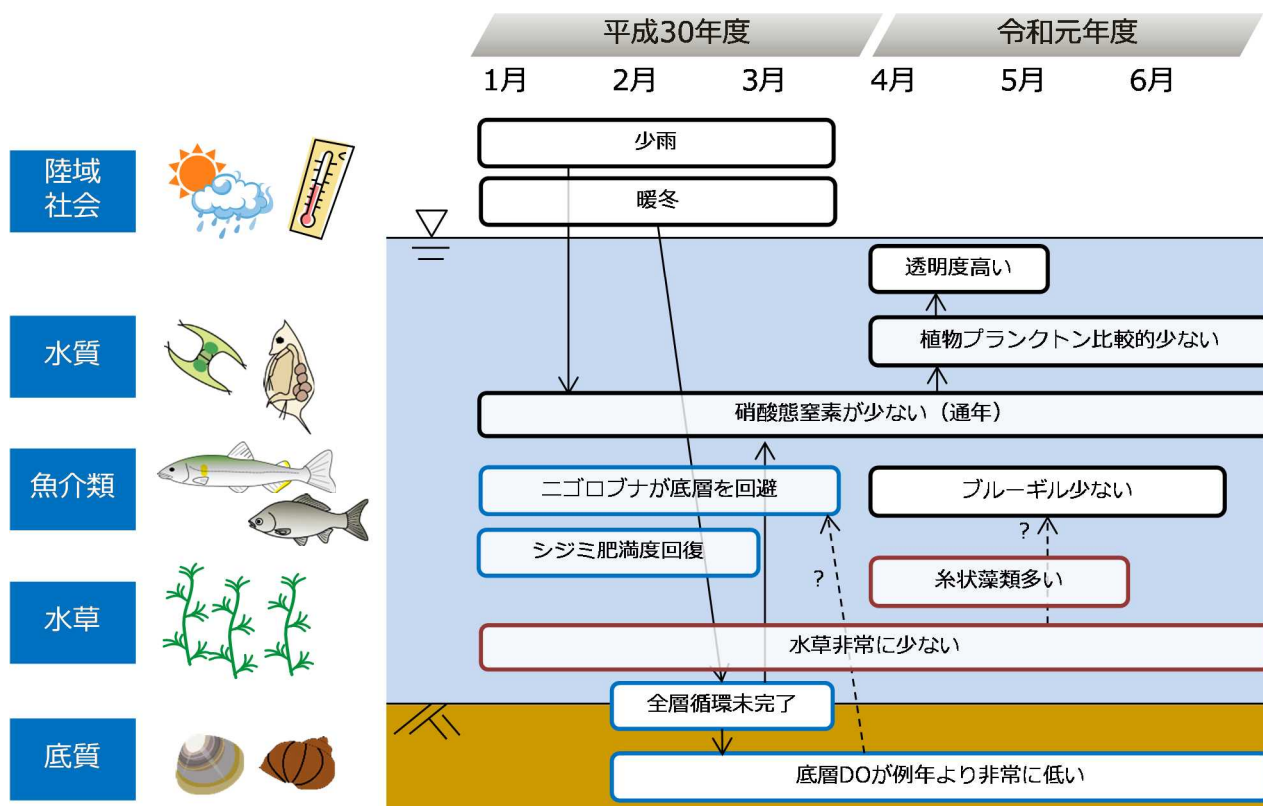 平成30年度
令和元年度
1月
2月
3月
4月
5月
6月
陸域
社会
少雨
暖冬
透明度高い
水質
植物プランクトン比較的少ない
硝酸態窒素が少ない（通年）
魚介類
ニゴロブナが底層を回避
ブルーギル少ない
?
シジミ肥満度回復
?
糸状藻類多い
水草
水草非常に少ない
全層循環未完了
底質
底層DOが例年より非常に低い